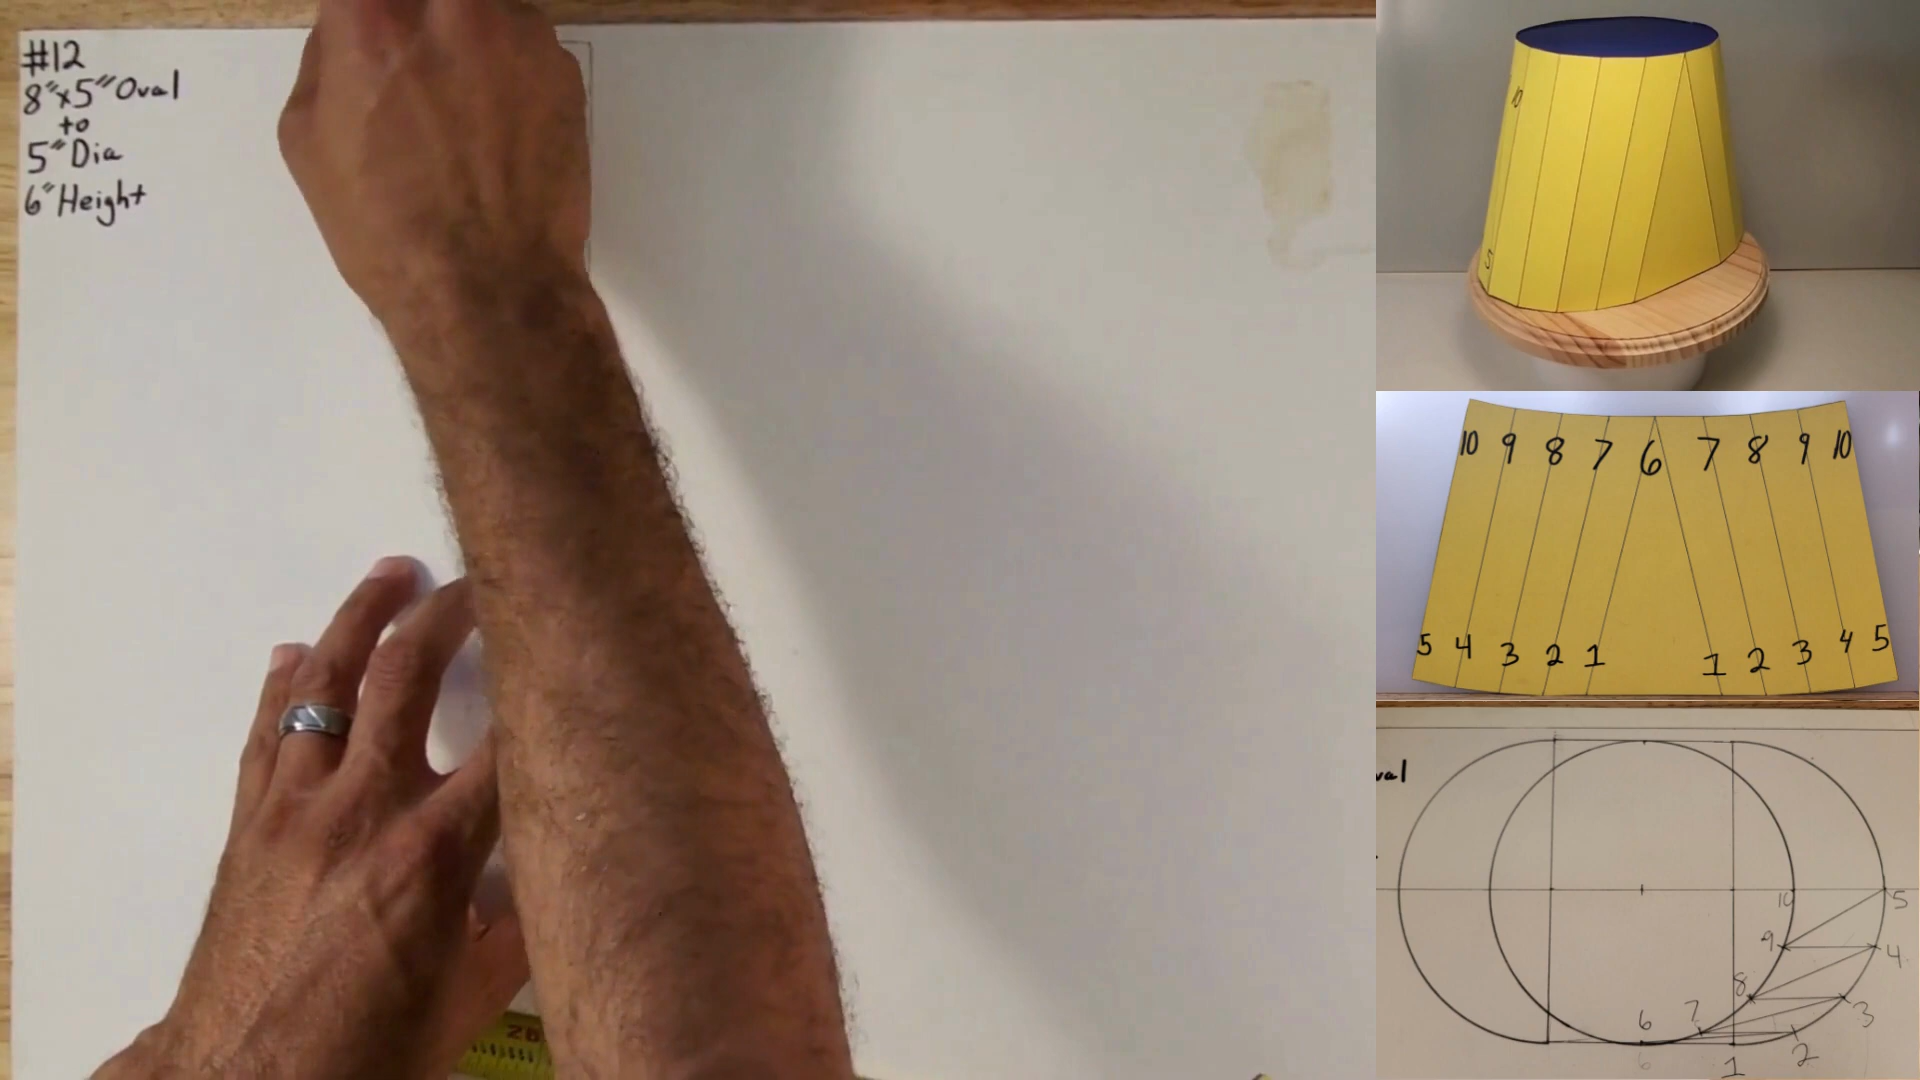 #12
8"x5" Oval
to
5" Dia
6" Height
10
5
10 9 8 7 6 7 8 9 10
5 4 3 2 1 1 2 3 4 5
val
10 5
9 4
8 3
7
6
6 1 2